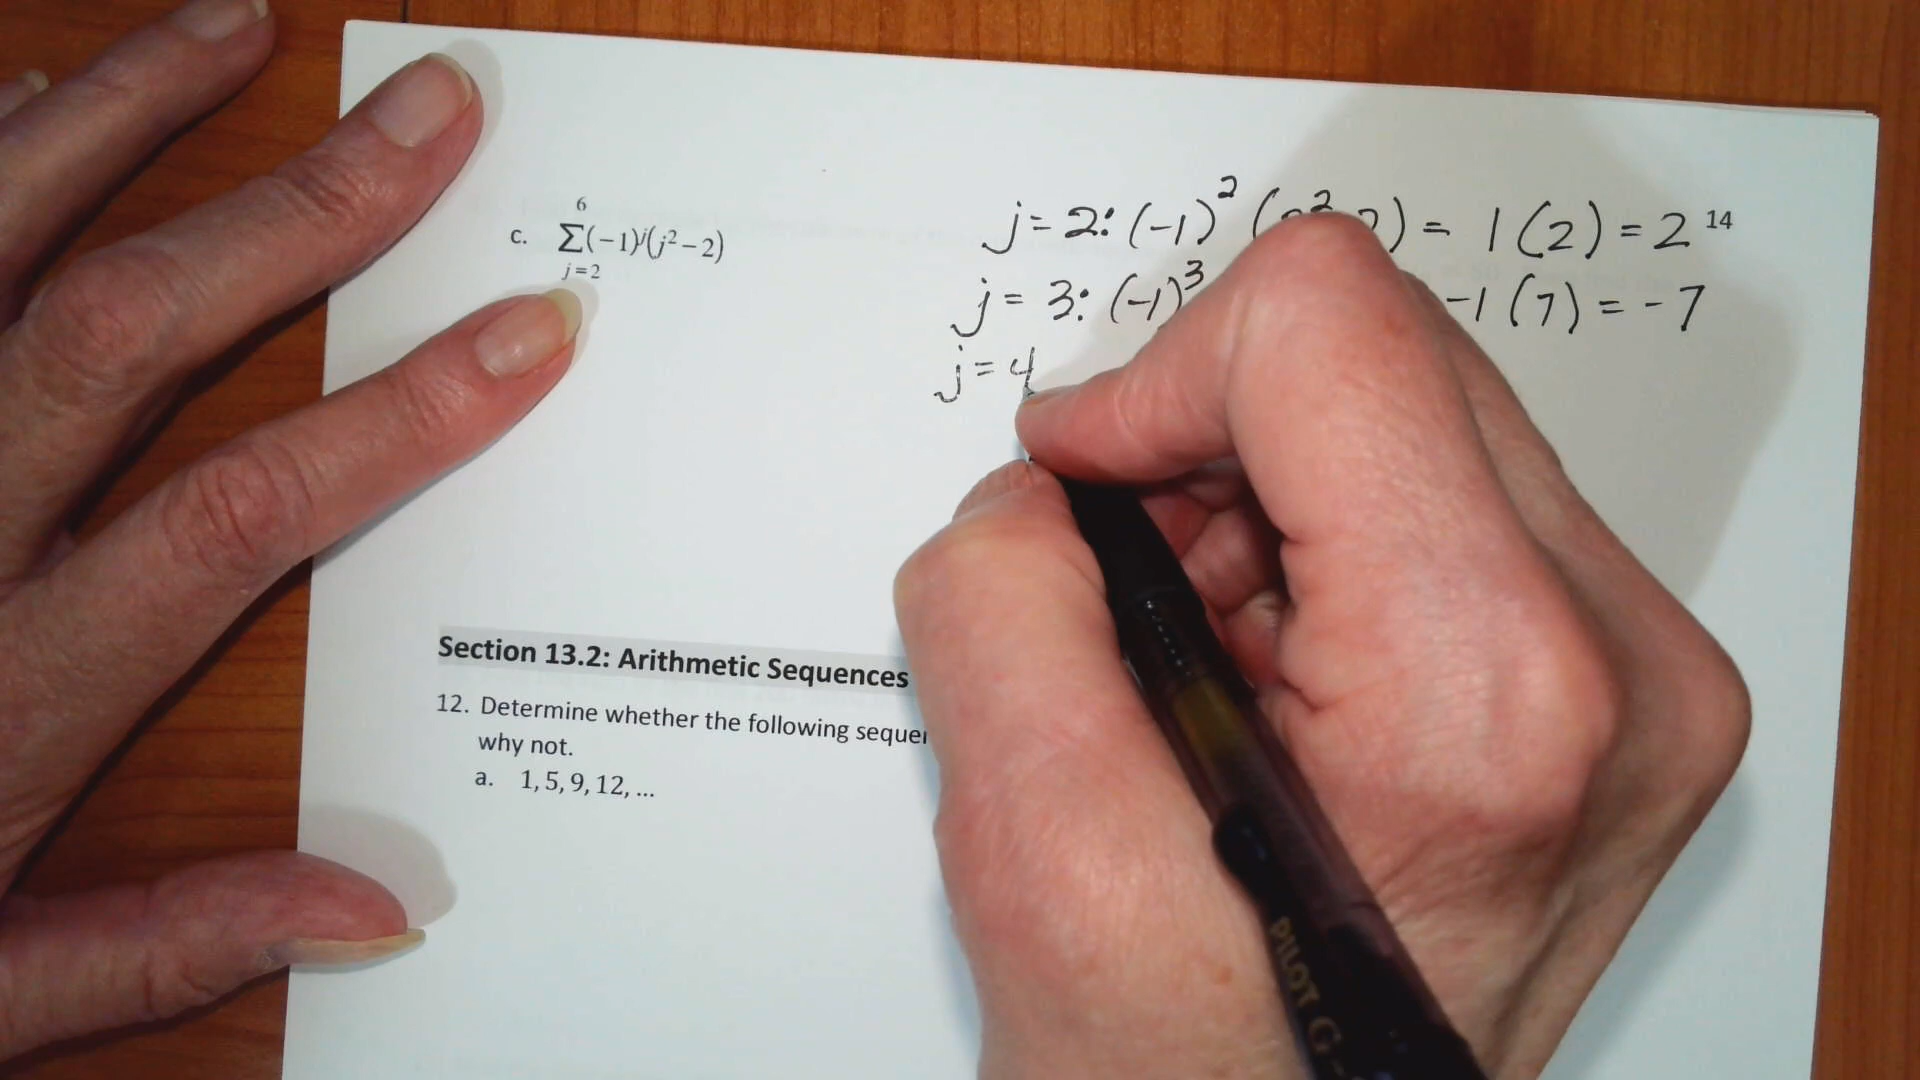 14
6
c. Σ(−1)ʲ(j²−2)
j=2
j = 2: (-1)² ( ) = 1 (2) = 2
j = 3: (-1)³ -1 (7) = -7
j = 4
Section 13.2: Arithmetic Sequences
12. Determine whether the following
why not.
a. 1, 5, 9, 12, ...
PILOT G-